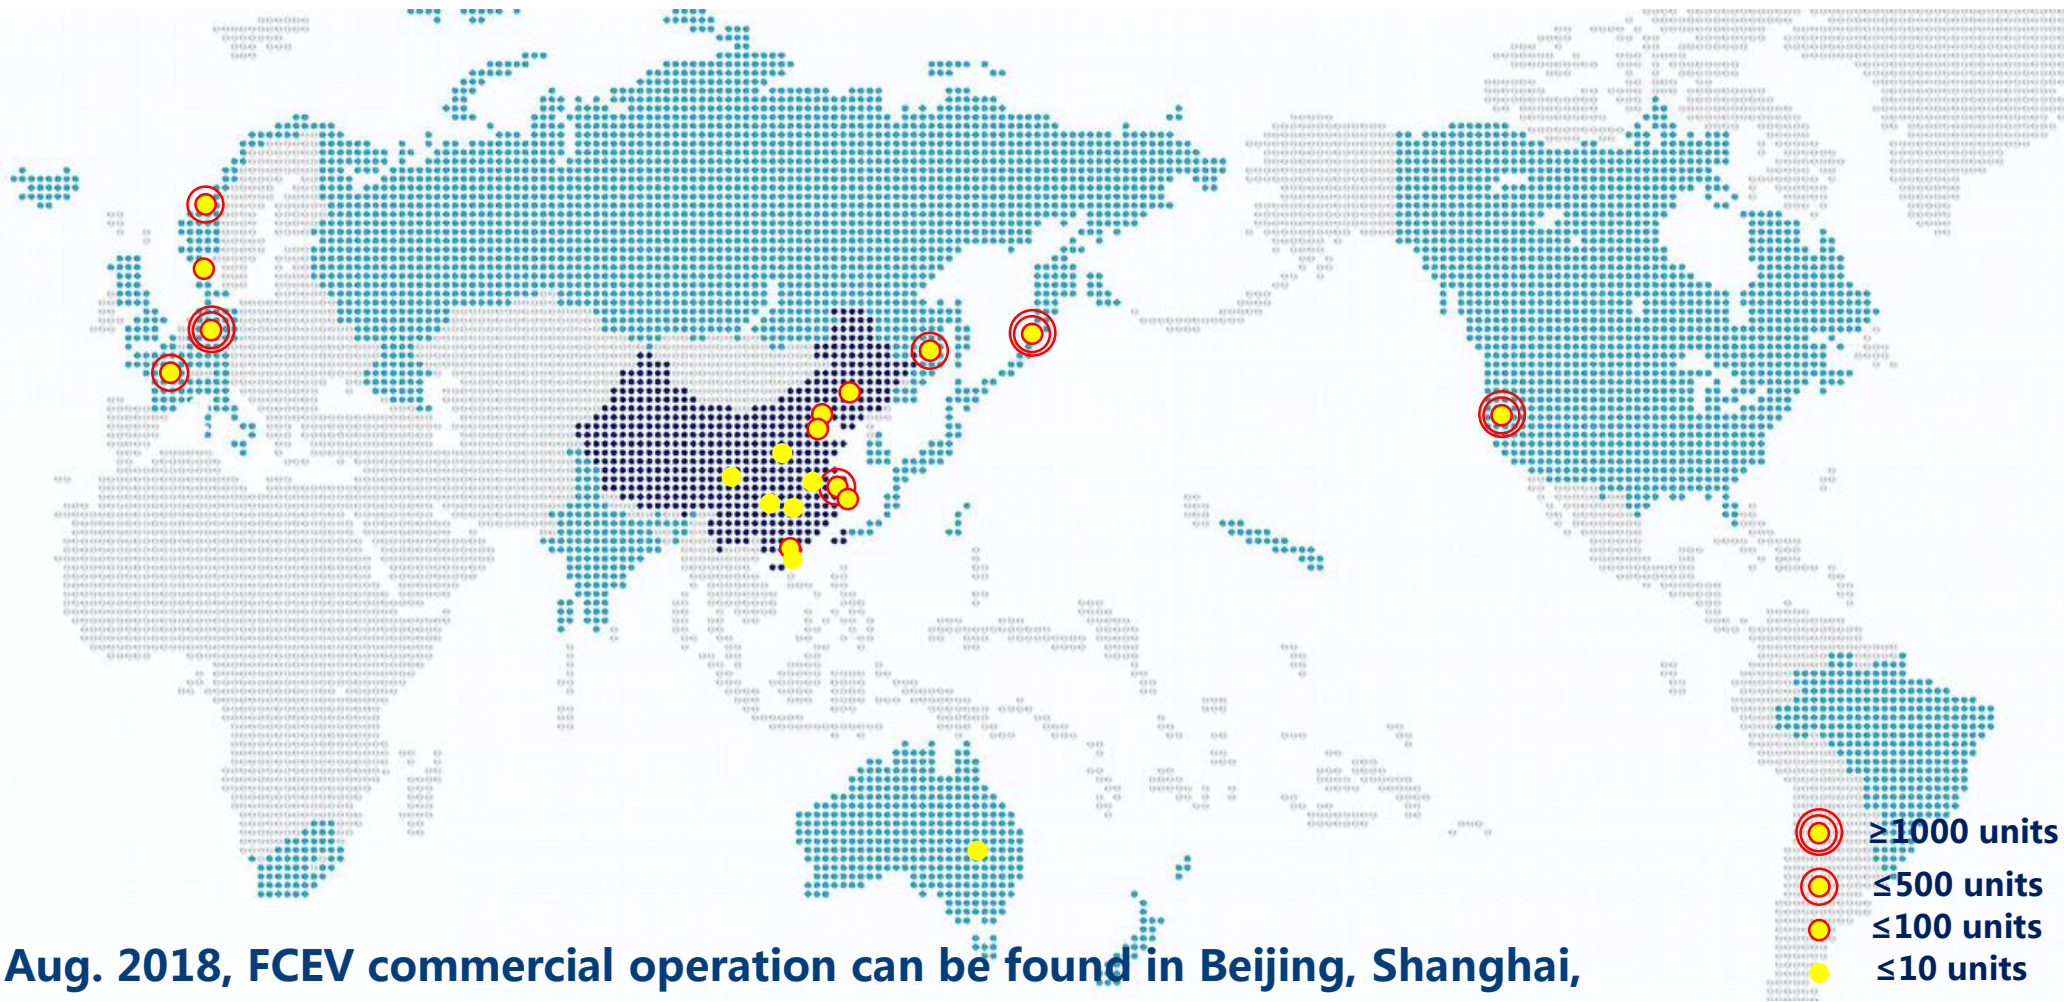 ≥1000 units
≤500 units
≤100 units
≤10 units
Aug. 2018, FCEV commercial operation can be found in Beijing, Shanghai,